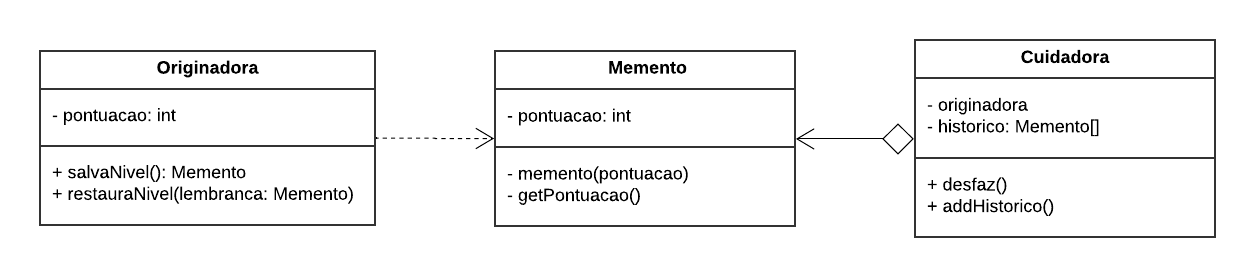 Originadora
- pontuacao: int
+ salvaNivel(): Memento
+ restauraNivel(lembranca: Memento)
Memento
- pontuacao: int
- memento(pontuacao)
- getPontuacao()
Cuidadora
- originadora
- historico: Memento[]
+ desfaz()
+ addHistorico()